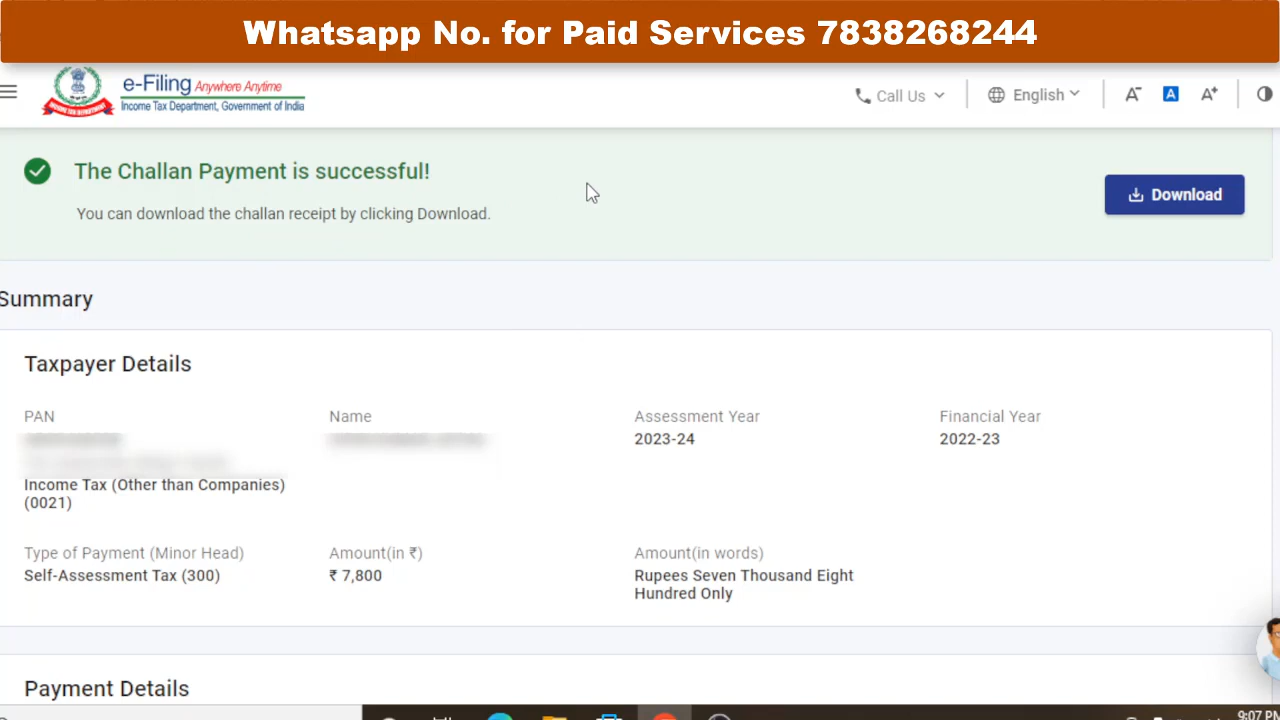 Whatsapp No. for Paid Services 7838268244
e-Filing Anywhere Anytime
Income Tax Department, Government of India
Call Us
English
A-
A
A+
The Challan Payment is successful!
You can download the challan receipt by clicking Download.
Download
Summary
Taxpayer Details
PAN
Name
Assessment Year
2023-24
Financial Year
2022-23
Income Tax (Other than Companies)
(0021)
Type of Payment (Minor Head)
Self-Assessment Tax (300)
Amount(in ₹)
₹ 7,800
Amount(in words)
Rupees Seven Thousand Eight
Hundred Only
Payment Details